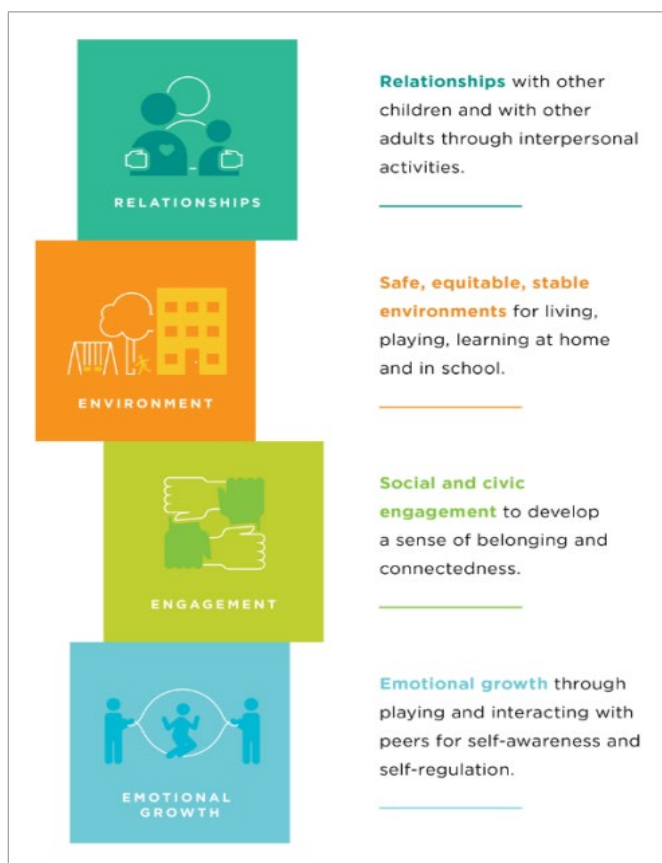 RELATIONSHIPS
Relationships with other
children and with other
adults through interpersonal
activities.
ENVIRONMENT
Safe, equitable, stable
environments for living,
playing, learning at home
and in school.
ENGAGEMENT
Social and civic
engagement to develop
a sense of belonging and
connectedness.
EMOTIONAL
GROWTH
Emotional growth through
playing and interacting with
peers for self-awareness and
self-regulation.